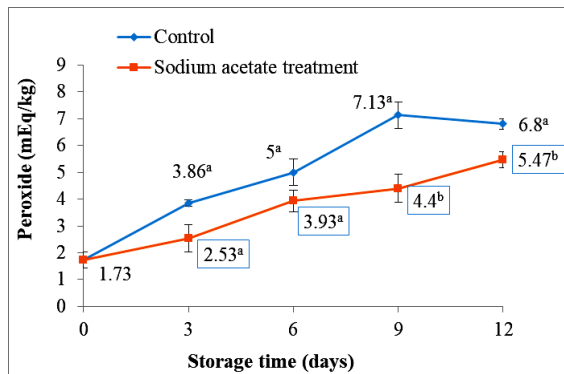 Control
Sodium acetate treatment
Peroxide (mEq/kg)
9
8
7
6
5
4
3
2
1
0
7.13ᵃ
6.8ᵃ
5ᵃ
5.47ᵇ
3.86ᵃ
3.93ᵃ
4.4ᵇ
2.53ᵃ
1.73
0 3 6 9 12
Storage time (days)